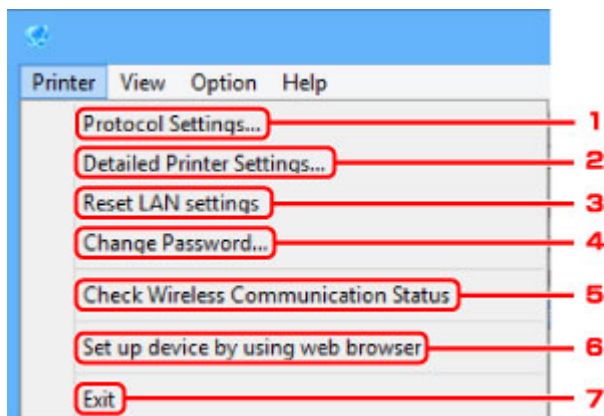 Printer View Option Help
Protocol Settings... 1
Detailed Printer Settings... 2
Reset LAN settings 3
Change Password... 4
Check Wireless Communication Status 5
Set up device by using web browser 6
Exit 7